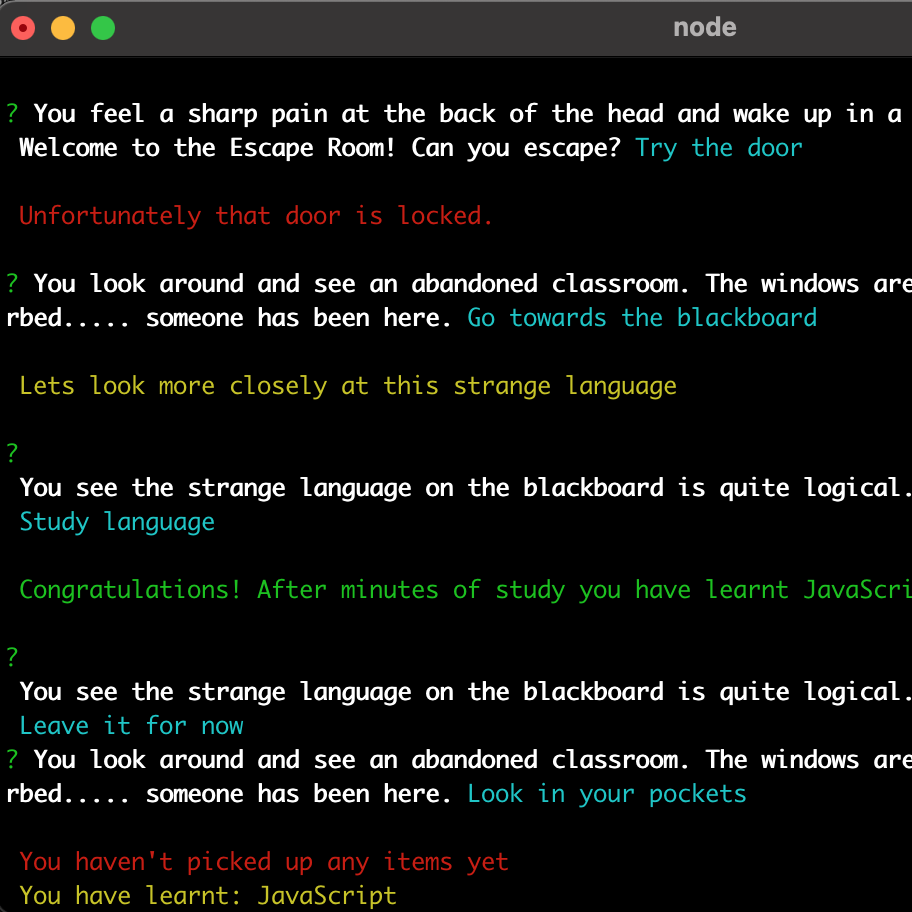 node
? You feel a sharp pain at the back of the head and wake up in a
Welcome to the Escape Room! Can you escape? Try the door
Unfortunately that door is locked.
? You look around and see an abandoned classroom. The windows are
rbed..... someone has been here. Go towards the blackboard
Lets look more closely at this strange language
?
You see the strange language on the blackboard is quite logical.
Study language
Congratulations! After minutes of study you have learnt JavaScri
?
You see the strange language on the blackboard is quite logical.
Leave it for now
? You look around and see an abandoned classroom. The windows are
rbed..... someone has been here. Look in your pockets
You haven't picked up any items yet
You have learnt: JavaScript